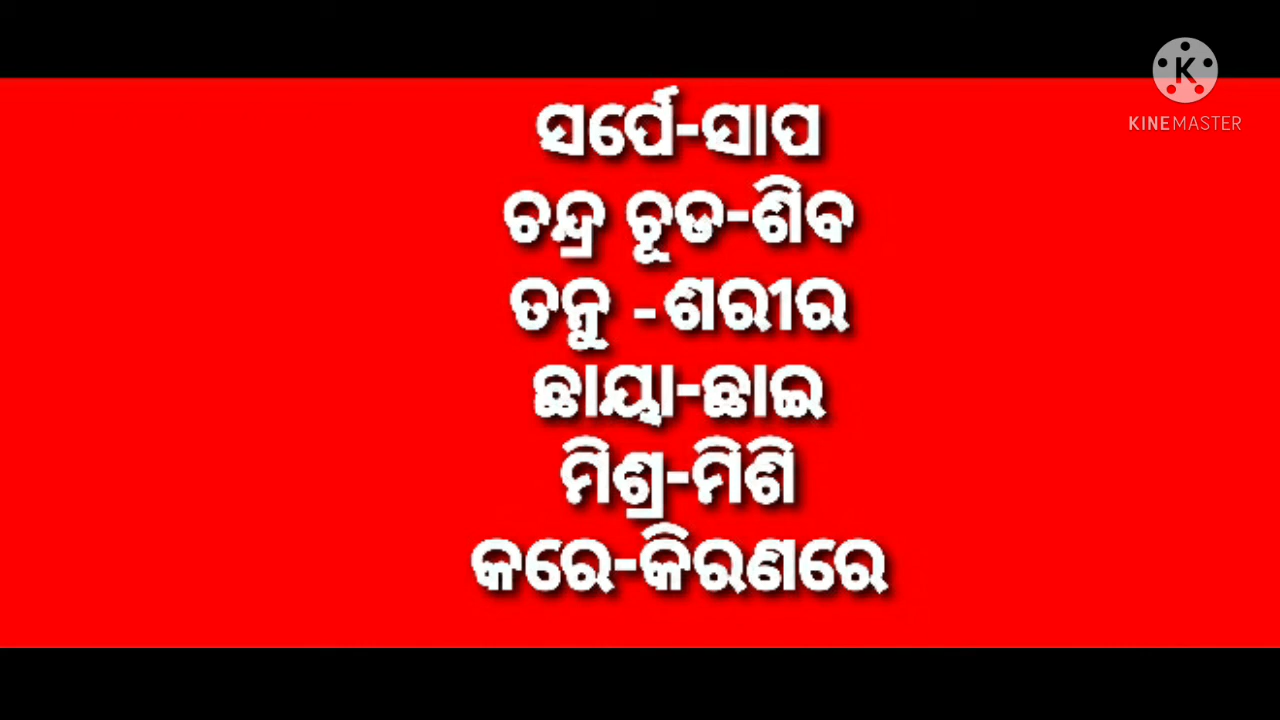 KINEMASTER
ସର୍ପେ-ସାପ
ଚନ୍ଦ୍ର ଚୂଡ-ଶିବ
ତନୁ -ଶରୀର
ଛାୟା-ଛାଇ
ମିଶ୍ର-ମିଶି
କରେ-କିରଣରେ